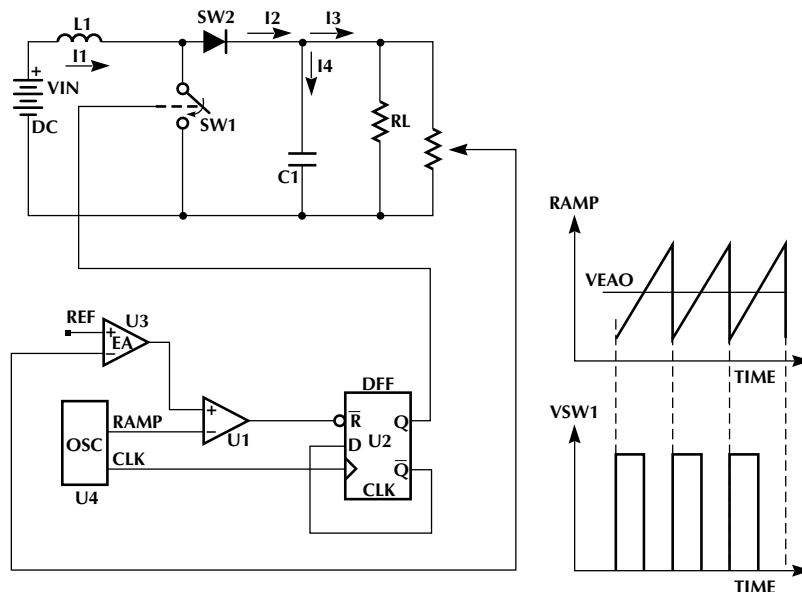 L1
SW2
I2
I3
I1
I4
+
VIN
DC
SW1
RL
C1
REF
U3
+
EA
−
DFF
RAMP
+
−
U1
R
Q
D
U2
OSC
CLK
Q
U4
CLK
RAMP
VEAO
TIME
VSW1
TIME